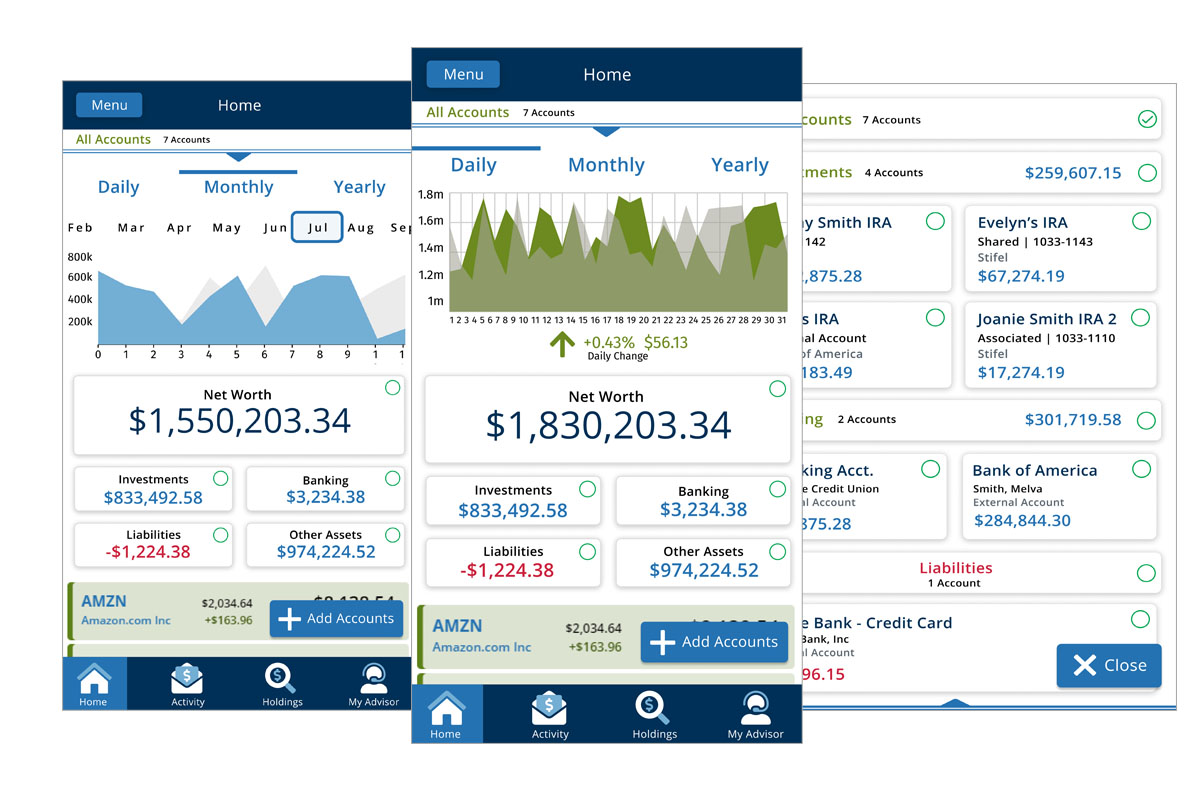 Menu
Home
All Accounts 7 Accounts
Daily Monthly Yearly
Feb Mar Apr May Jun Jul Aug
800k
600k
400k
200k
0 1 2 3 4 5 6 7 8 9 1 1
Net Worth
$1,550,203.34
Investments
$833,492.58
Banking
$3,234.38
Liabilities
-$1,224.38
Other Assets
$974,224.52
AMZN
Amazon.com Inc
$2,034.64
+$163.96
Add Accounts
Home Activity Holdings My Advisor
Menu
Home
All Accounts 7 Accounts
Daily Monthly Yearly
1.8m
1.6m
1.4m
1.2m
1m
1 2 3 4 5 6 7 8 9 10 11 12 13 14 15 16 17 18 19 20 21 22 23 24 25 26 27 28 29 30 31
+0.43% $56.13
Daily Change
Net Worth
$1,830,203.34
Investments
$833,492.58
Banking
$3,234.38
Liabilities
-$1,224.38
Other Assets
$974,224.52
AMZN
Amazon.com Inc
$2,034.64
+$163.96
Add Accounts
Home Activity Holdings My Advisor
counts 7 Accounts
tments 4 Accounts $259,607.15
y Smith IRA
142
,875.28
Evelyn's IRA
Shared | 1033-1143
Stifel
$67,274.19
s IRA
al Account
of America
183.49
Joanie Smith IRA 2
Associated | 1033-1110
Stifel
$17,274.19
ng 2 Accounts $301,719.58
king Acct.
e Credit Union
al Account
875.28
Bank of America
Smith, Melva
External Account
$284,844.30
Liabilities
1 Account
e Bank - Credit Card
Bank, Inc
al Account
96.15
Close